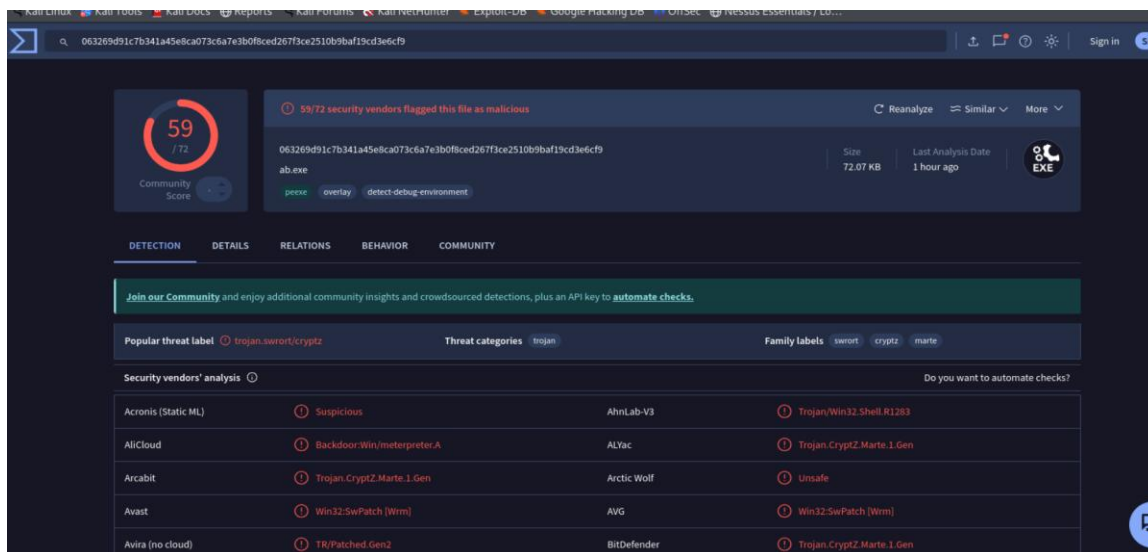 Kali Linux Kali Tools Kali Docs Reports Kali Forums Kali NetHunter Exploit-DB Google Hacking DB OffSec Nessus Essentials / Lo...
063269d91c7b341a45e8ca073c6a7e3b0f8ced267f3ce2510b9baf19cd3e6cf9 Sign in
59 / 72
Community Score
59/72 security vendors flagged this file as malicious
Reanalyze Similar More
063269d91c7b341a45e8ca073c6a7e3b0f8ced267f3ce2510b9baf19cd3e6cf9
ab.exe
peexe overlay detect-debug-environment
Size
72.07 KB
Last Analysis Date
1 hour ago
EXE
DETECTION DETAILS RELATIONS BEHAVIOR COMMUNITY
Join our Community and enjoy additional community insights and crowdsourced detections, plus an API key to automate checks.
Popular threat label trojan.swrort/cryptz Threat categories trojan Family labels swrort cryptz marte
Security vendors' analysis Do you want to automate checks?
Acronis (Static ML) Suspicious AhnLab-V3 Trojan/Win32.Shell.R1283
AliCloud Backdoor:Win/meterpreter.A ALYac Trojan.CryptZ.Marte.1.Gen
Arcabit Trojan.CryptZ.Marte.1.Gen Arctic Wolf Unsafe
Avast Win32:SwPatch [Wrm] AVG Win32:SwPatch [Wrm]
Avira (no cloud) TR/Patched.Gen2 BitDefender Trojan.CryptZ.Marte.1.Gen